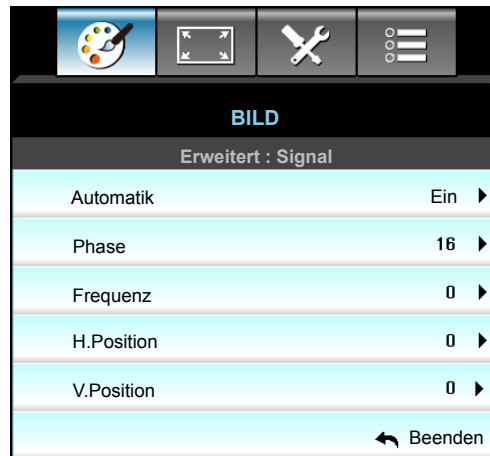 BILD
Erweitert : Signal
Automatik Ein
Phase 16
Frequenz 0
H.Position 0
V.Position 0
Beenden